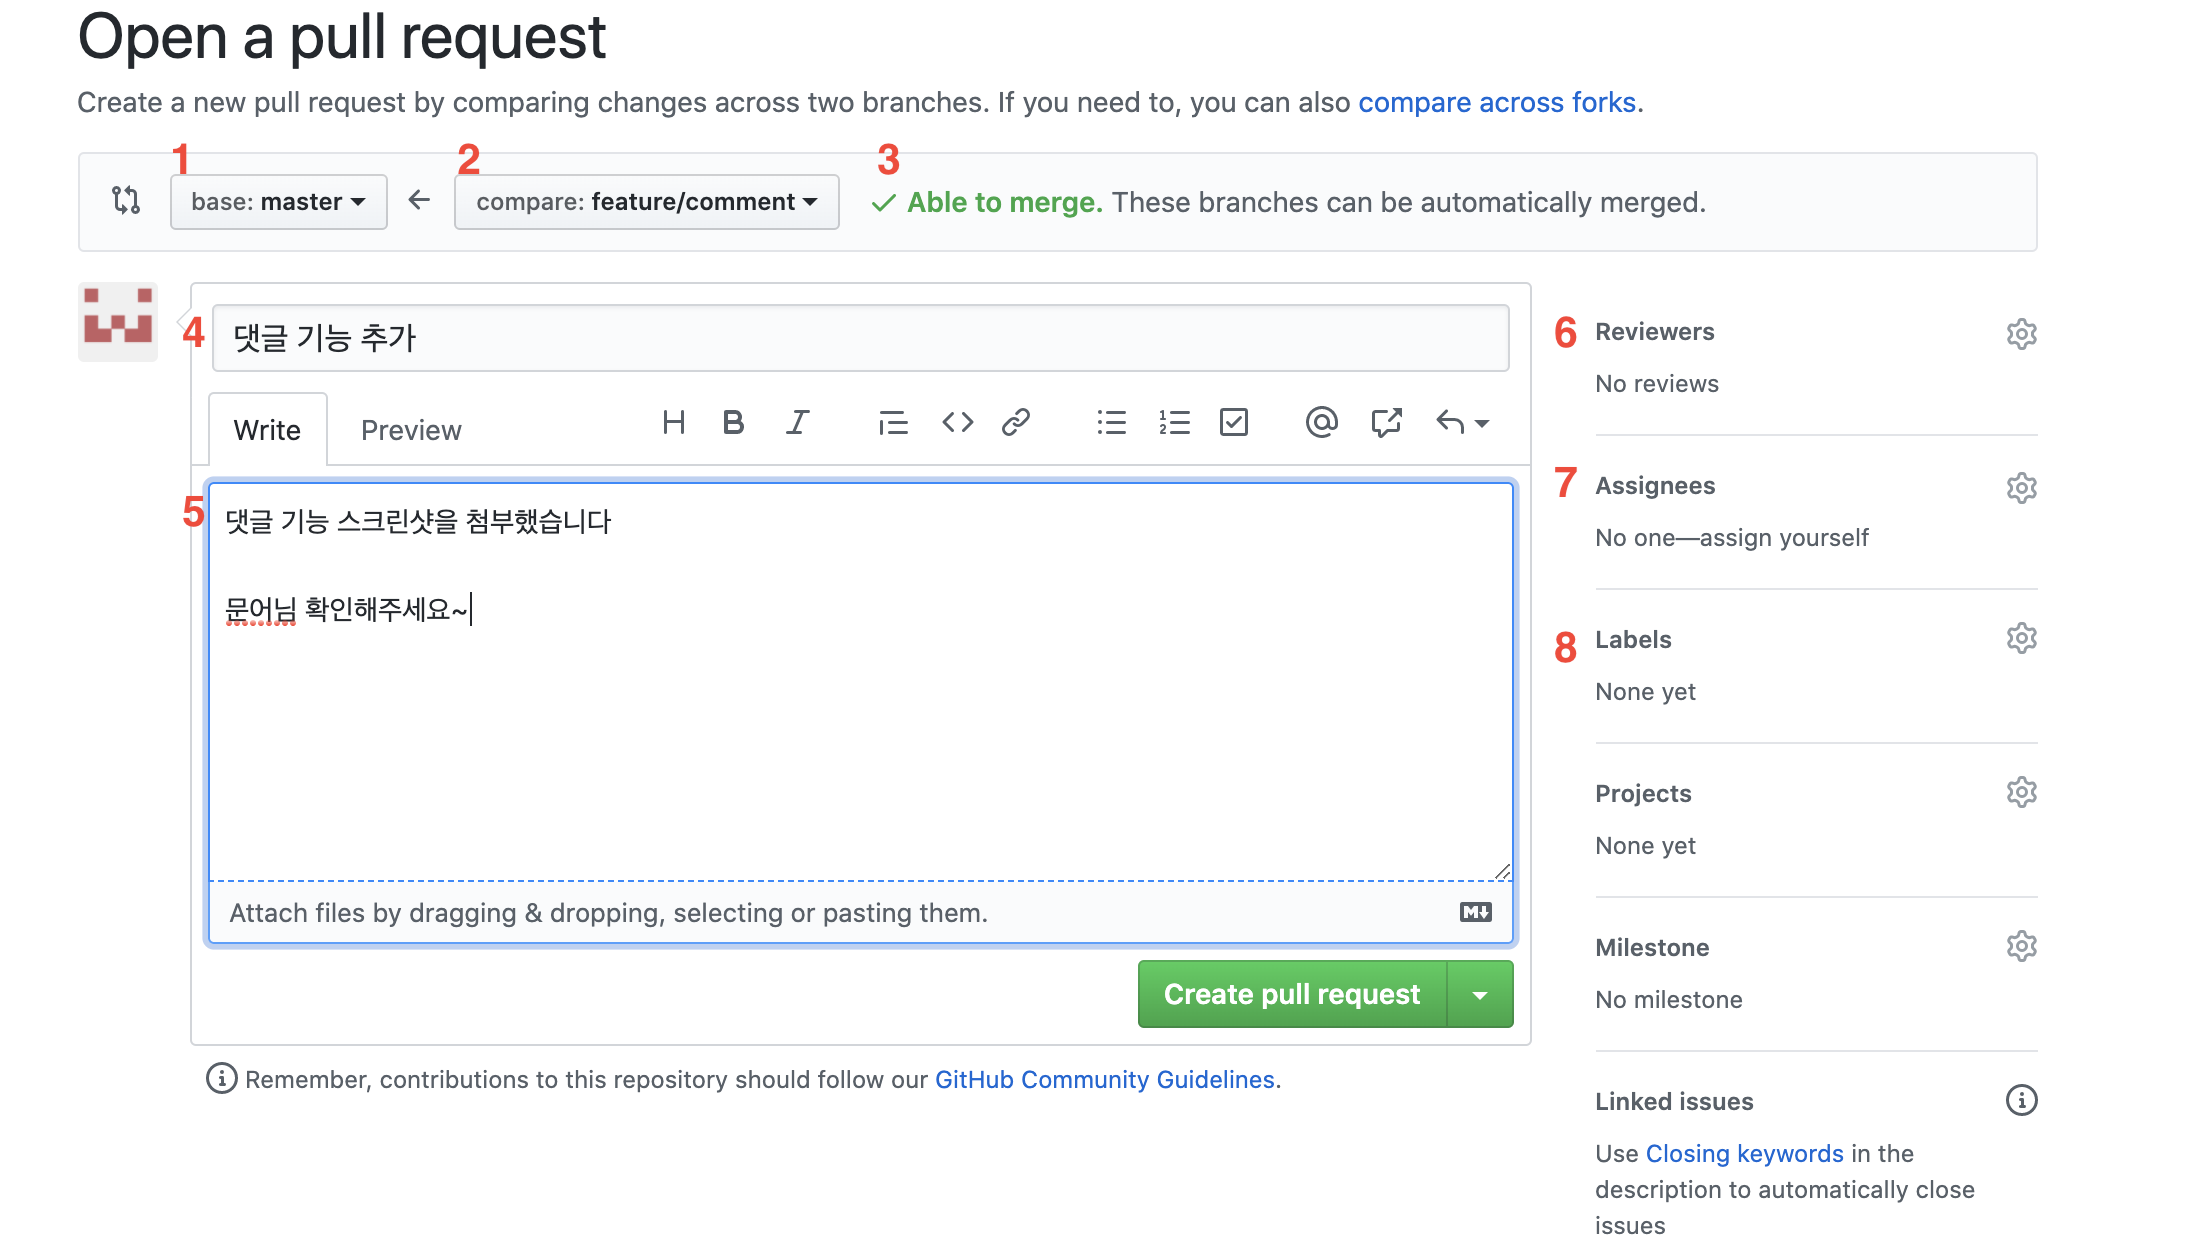 Open a pull request
Create a new pull request by comparing changes across two branches. If you need to, you can also compare across forks.
1
2
3
base: master
compare: feature/comment
Able to merge. These branches can be automatically merged.
4
댓글 기능 추가
Write
Preview
5
댓글 기능 스크린샷을 첨부했습니다
문어님 확인해주세요~
Attach files by dragging & dropping, selecting or pasting them.
Create pull request
Remember, contributions to this repository should follow our GitHub Community Guidelines.
6
Reviewers
No reviews
7
Assignees
No one—assign yourself
8
Labels
None yet
Projects
None yet
Milestone
No milestone
Linked issues
Use Closing keywords in the
description to automatically close
issues